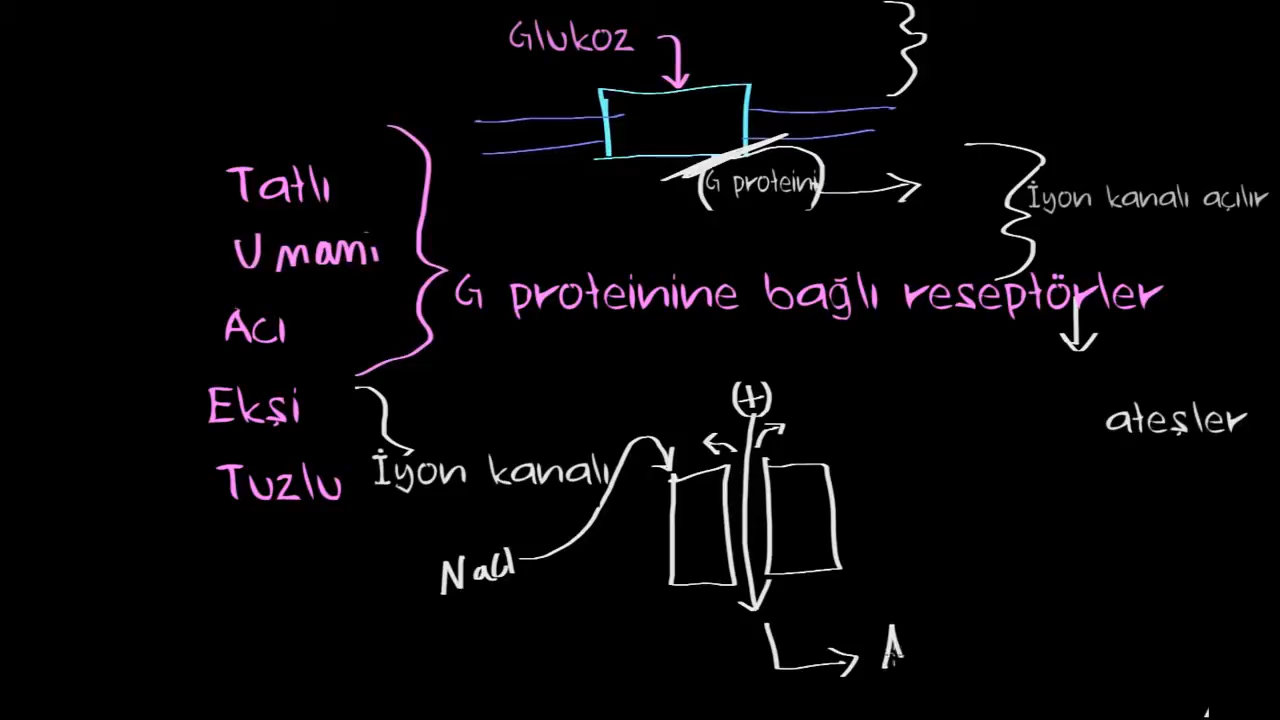 Glukoz
G proteini
İyon kanalı açılır
Tatlı
Umami
Acı
G proteinine bağlı reseptörler
Ekşi
Tuzlu
İyon kanalı
(+)
ateşler
NaCl
A